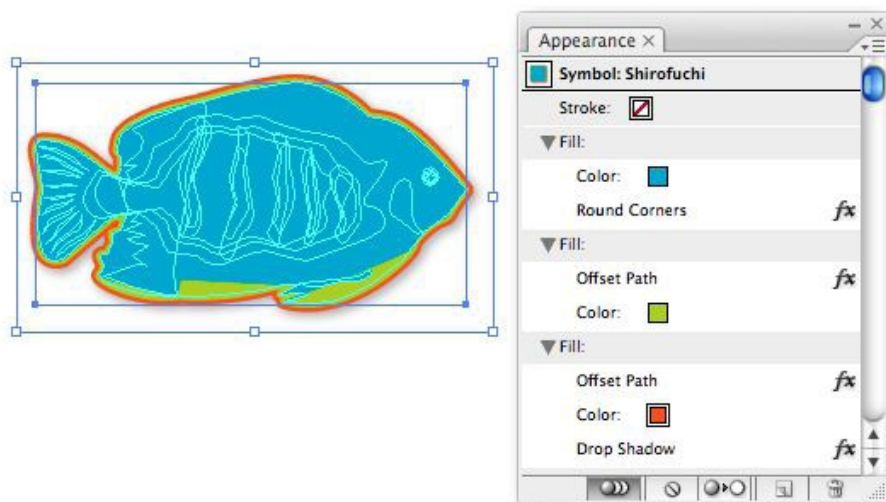 Appearance
Symbol: Shirofuchi
Stroke:
Fill:
Color:
Round Corners fx
Fill:
Offset Path fx
Color:
Fill:
Offset Path fx
Color:
Drop Shadow fx